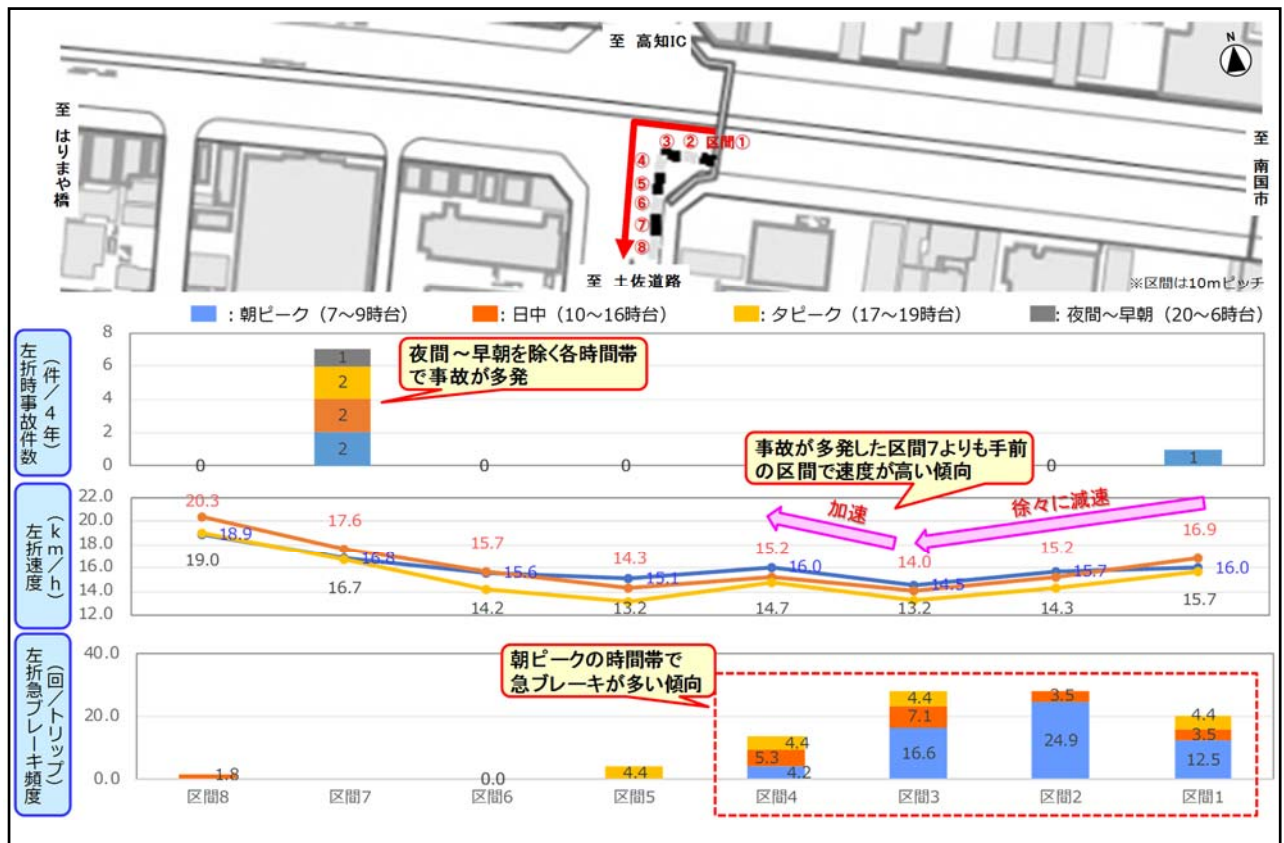 至 高知IC
N
至 はりまや橋
至 南国市
③ ② 区間①
④
⑤
⑥
⑦
⑧
至 土佐道路
※区間は10mピッチ
：朝ピーク（7～9時台）
：日中（10～16時台）
：夕ピーク（17～19時台）
：夜間～早朝（20～6時台）
左折時事故件数
（件/4年）
8
6
4
2
0
夜間～早朝を除く各時間帯
で事故が多発
事故が多発した区間7よりも手前
の区間で速度が高い傾向
0
1
2
2
2
0
0
0
1
左折速度
（km/h）
22.0
20.0
18.0
16.0
14.0
12.0
加速
徐々に減速
20.3
17.6
15.7
14.3
15.2
14.0
15.2
16.9
18.9
16.8
15.6
15.1
16.0
14.5
15.7
16.0
19.0
16.7
14.2
13.2
14.7
13.2
14.3
15.7
左折急ブレーキ頻度
（回/トリップ）
40.0
20.0
0.0
朝ピークの時間帯で
急ブレーキが多い傾向
1.8
0.0
4.4
4.4
5.3
4.2
4.4
7.1
16.6
3.5
24.9
4.4
3.5
12.5
区間8
区間7
区間6
区間5
区間4
区間3
区間2
区間1